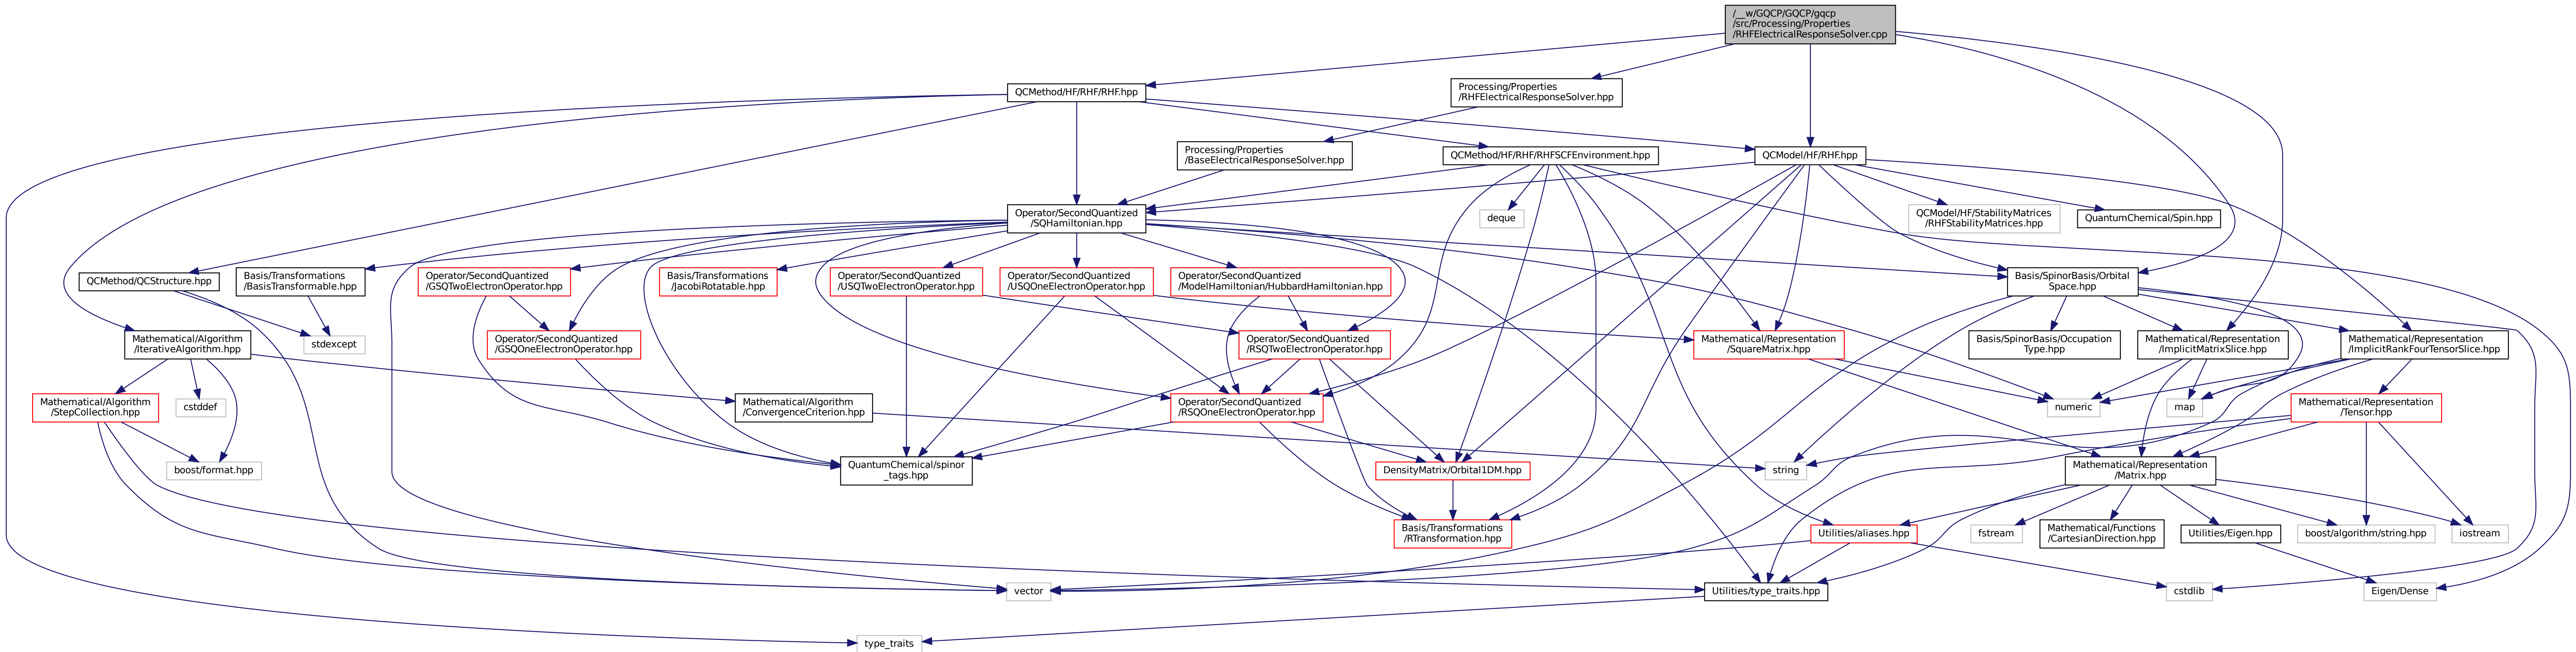 /__w/GQCP/GQCP/gqcp
/src/Processing/Properties
/RHFElectricalResponseSolver.cpp
QCMethod/HF/RHF/RHF.hpp
Processing/Properties
/RHFElectricalResponseSolver.hpp
Processing/Properties
/BaseElectricalResponseSolver.hpp
QCMethod/HF/RHF/RHFSCFEnvironment.hpp
QCModel/HF/RHF.hpp
Operator/SecondQuantized
/SQHamiltonian.hpp
deque
QCModel/HF/StabilityMatrices
/RHFStabilityMatrices.hpp
QuantumChemical/Spin.hpp
QCMethod/QCStructure.hpp
Basis/Transformations
/BasisTransformable.hpp
Operator/SecondQuantized
/GSQTwoElectronOperator.hpp
Basis/Transformations
/JacobiRotatable.hpp
Operator/SecondQuantized
/USQTwoElectronOperator.hpp
Operator/SecondQuantized
/USQOneElectronOperator.hpp
Operator/SecondQuantized
/ModelHamiltonian/HubbardHamiltonian.hpp
Basis/SpinorBasis/Orbital
Space.hpp
Mathematical/Algorithm
/IterativeAlgorithm.hpp
stdexcept
Operator/SecondQuantized
/GSQOneElectronOperator.hpp
Operator/SecondQuantized
/RSQTwoElectronOperator.hpp
Mathematical/Representation
/SquareMatrix.hpp
Basis/SpinorBasis/Occupation
Type.hpp
Mathematical/Representation
/ImplicitMatrixSlice.hpp
Mathematical/Representation
/ImplicitRankFourTensorSlice.hpp
Mathematical/Algorithm
/StepCollection.hpp
cstddef
Mathematical/Algorithm
/ConvergenceCriterion.hpp
Operator/SecondQuantized
/RSQOneElectronOperator.hpp
numeric
map
Mathematical/Representation
/Tensor.hpp
boost/format.hpp
QuantumChemical/spinor
_tags.hpp
DensityMatrix/Orbital1DM.hpp
string
Mathematical/Representation
/Matrix.hpp
Basis/Transformations
/RTransformation.hpp
Utilities/aliases.hpp
fstream
Mathematical/Functions
/CartesianDirection.hpp
Utilities/Eigen.hpp
boost/algorithm/string.hpp
iostream
vector
Utilities/type_traits.hpp
cstdlib
Eigen/Dense
type_traits